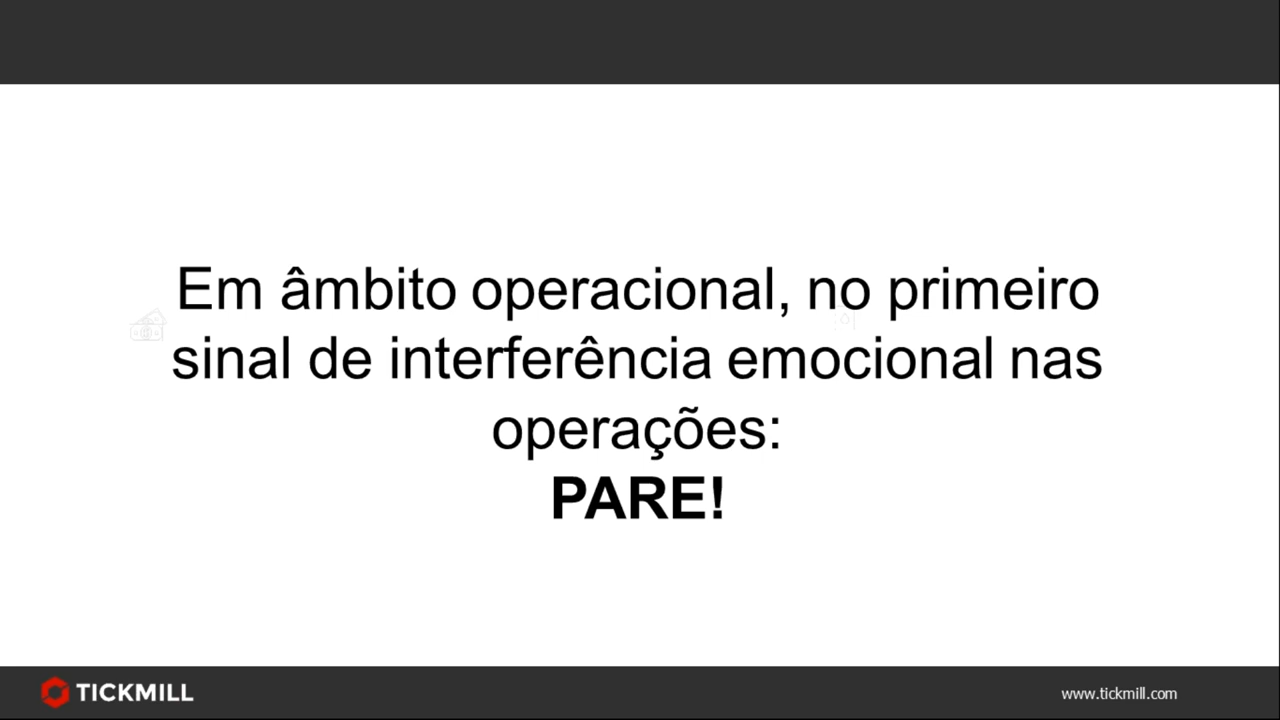 Em âmbito operacional, no primeiro
sinal de interferência emocional nas
operações:
PARE!
TICKMILL
www.tickmill.com